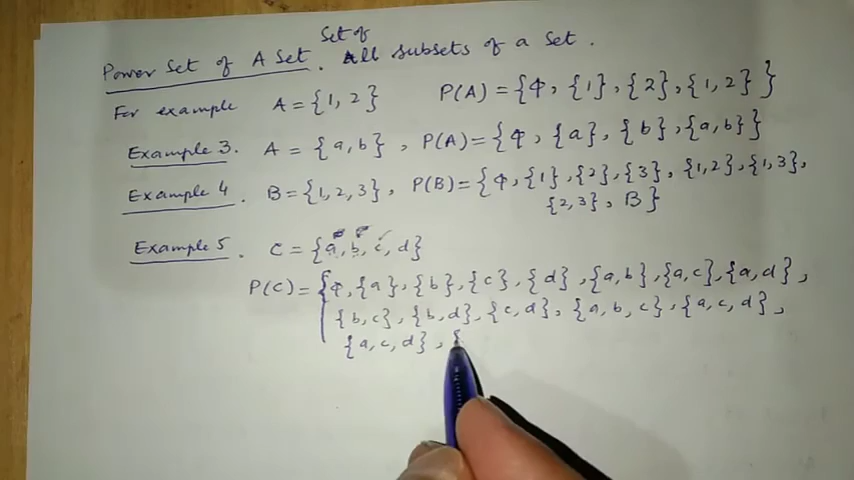 Set of
Power Set of A Set. All subsets of a set.
For example A = {1, 2} P(A) = {Φ, {1}, {2}, {1, 2}}
Example 3. A = {a, b}, P(A) = {Φ, {a}, {b}, {a, b}}
Example 4. B = {1, 2, 3}, P(B) = {Φ, {1}, {2}, {3}, {1, 2}, {1, 3},
{2, 3}, B}
Example 5. C = {a, b, c, d}
P(C) = {Φ, {a}, {b}, {c}, {d}, {a, b}, {a, c}, {a, d},
{b, c}, {b, d}, {c, d}, {a, b, c}, {a, c, d},
{a, c, d}, {